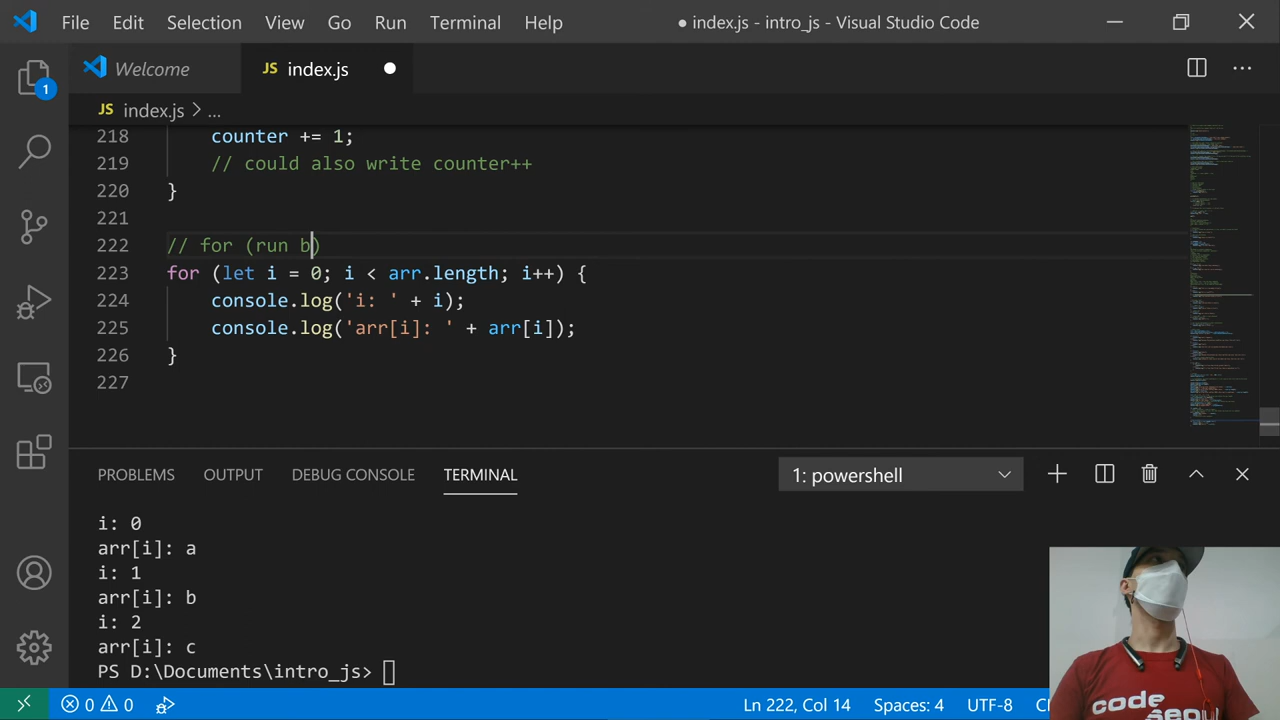 File Edit Selection View Go Run Terminal Help ● index.js - intro_js - Visual Studio Code
Welcome JS index.js
JS index.js > ...
218 counter += 1;
219 // could also write counter++
220 }
221
222 // for (run b)
223 for (let i = 0; i < arr.length; i++) {
224 console.log('i: ' + i);
225 console.log('arr[i]: ' + arr[i]);
226 }
227
PROBLEMS OUTPUT DEBUG CONSOLE TERMINAL 1: powershell
i: 0
arr[i]: a
i: 1
arr[i]: b
i: 2
arr[i]: c
PS D:\Documents\intro_js>
0 0 Ln 222, Col 14 Spaces: 4 UTF-8
1
code
seoul